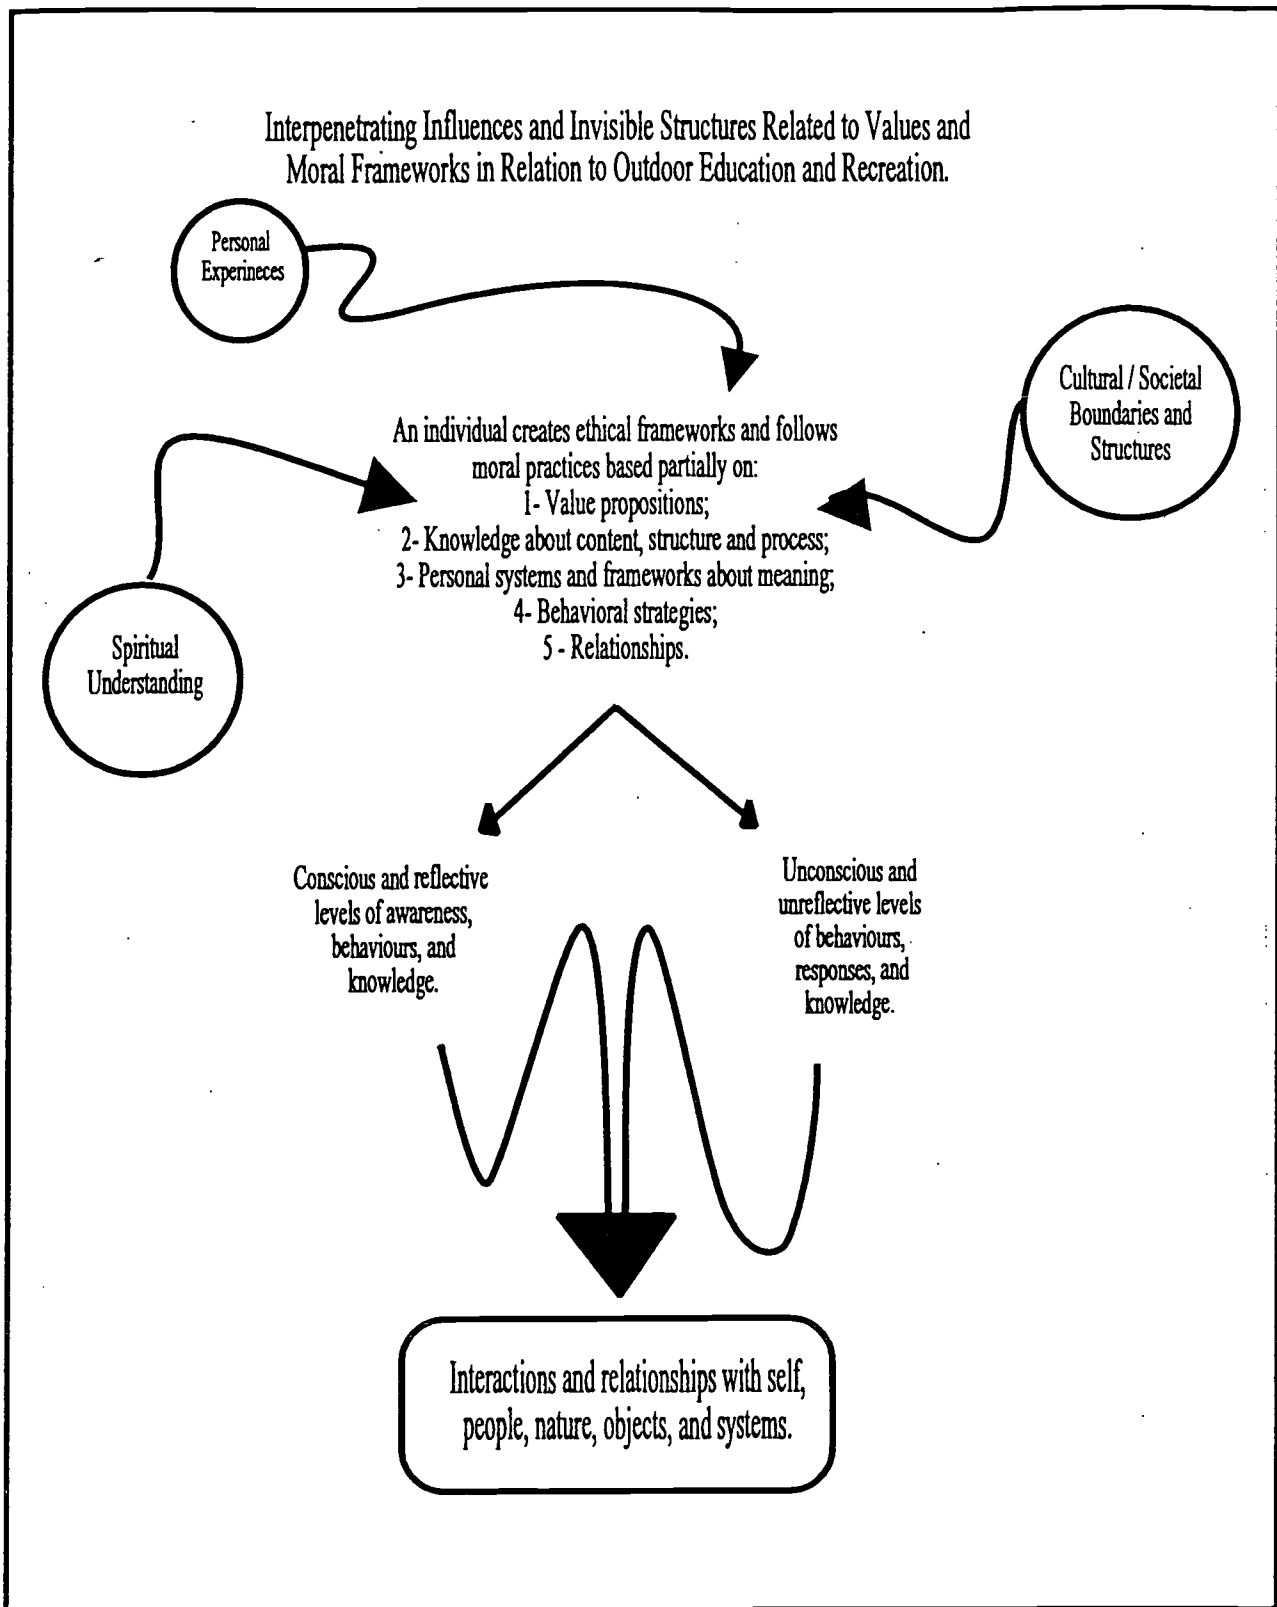 Interpenetrating Influences and Invisible Structures Related to Values and
Moral Frameworks in Relation to Outdoor Education and Recreation.
Personal
Experineces
Cultural / Societal
Boundaries and
Structures
An individual creates ethical frameworks and follows
moral practices based partially on:
1- Value propositions;
2- Knowledge about content, structure and process;
3- Personal systems and frameworks about meaning;
4- Behavioral strategies;
5 - Relationships.
Spiritual
Understanding
Conscious and reflective
levels of awareness,
behaviours, and
knowledge.
Unconscious and
unreflective levels
of behaviours,
responses, and
knowledge.
Interactions and relationships with self,
people, nature, objects, and systems.